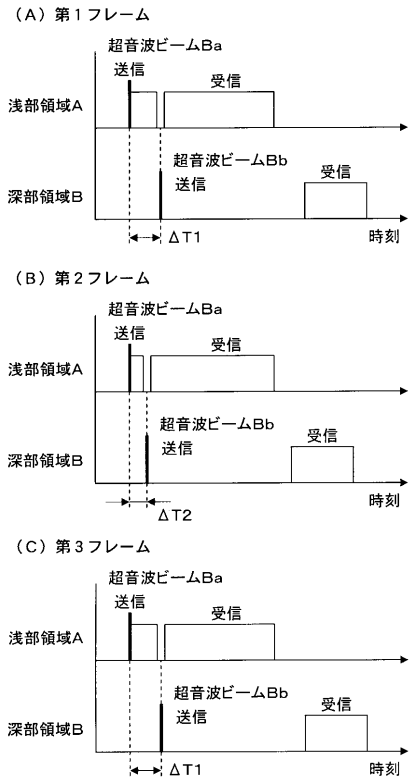 （A）第1フレーム
超音波ビームBa
送信
受信
浅部領域A
超音波ビームBb
送信
受信
深部領域B
ΔT1
時刻
（B）第2フレーム
超音波ビームBa
送信
受信
浅部領域A
超音波ビームBb
送信
受信
深部領域B
ΔT2
時刻
（C）第3フレーム
超音波ビームBa
送信
受信
浅部領域A
超音波ビームBb
送信
受信
深部領域B
ΔT1
時刻